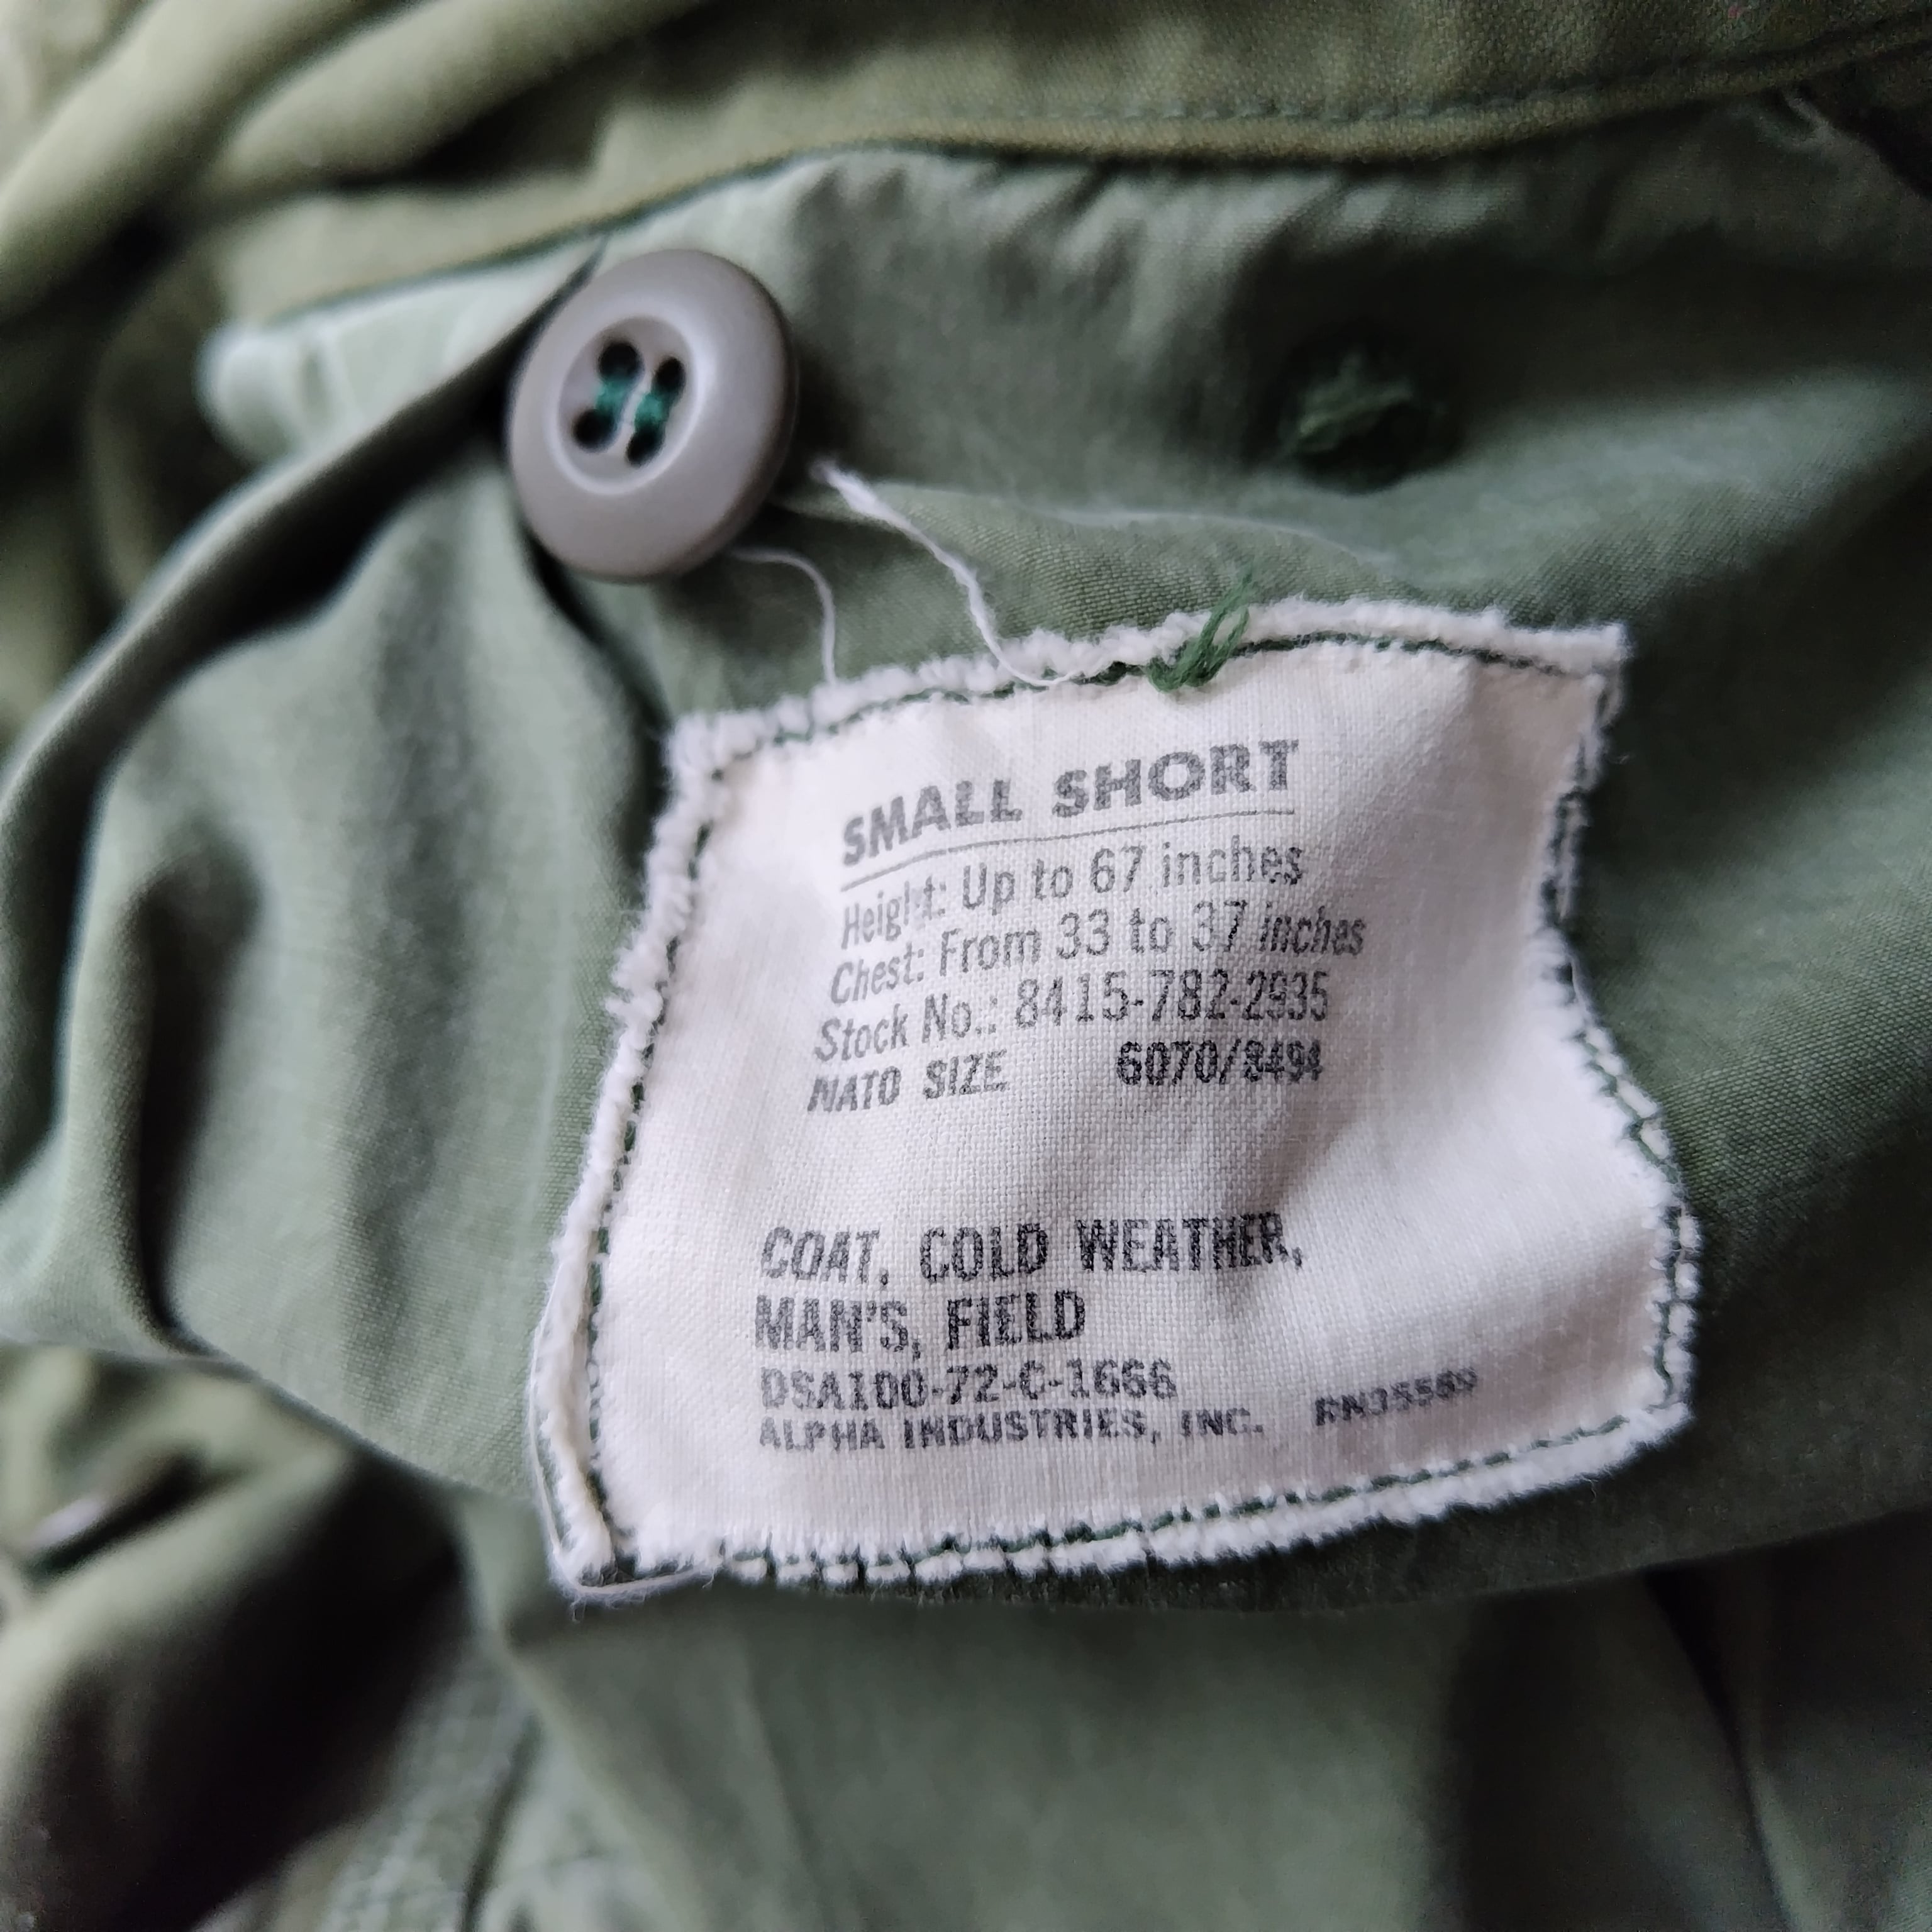 SMALL SHORT
Height: Up to 67 inches
Chest: From 33 to 37 inches
Stock No.: 8415-782-2935
NATO SIZE 6070/8494
COAT, COLD WEATHER,
MAN'S, FIELD
DSA100-72-C-1666
ALPHA INDUSTRIES, INC. RN35589